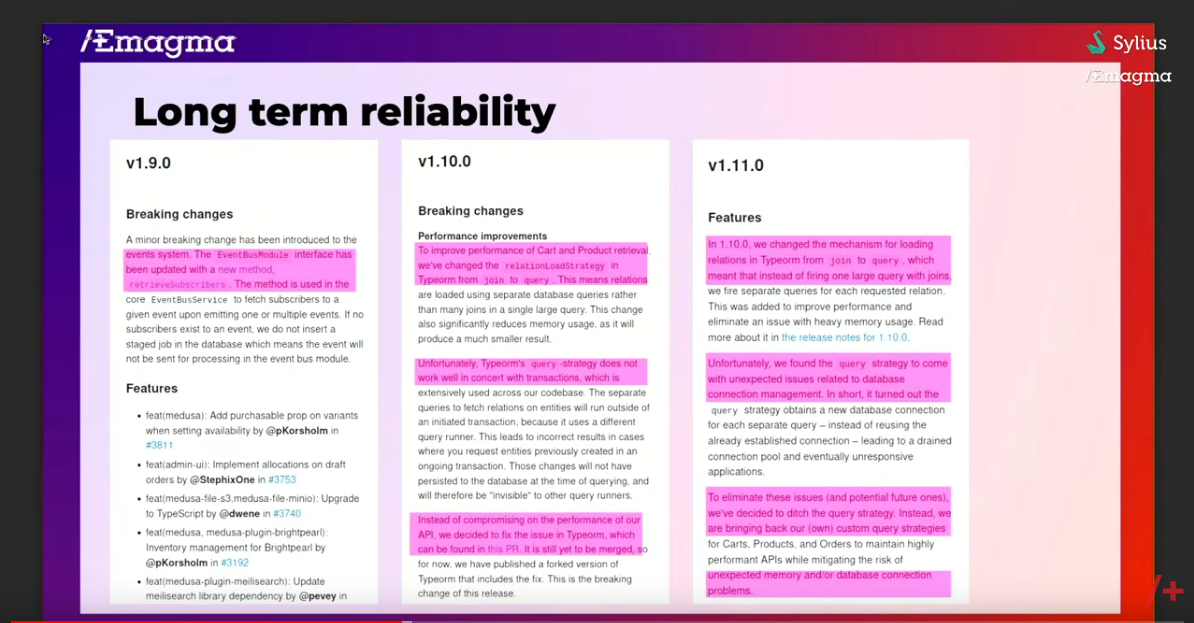 Æmagma
Sylius
Æmagma
Long term reliability
v1.9.0
Breaking changes
A minor breaking change has been introduced to the
events system. The EventBusModule interface has
been updated with a new method,
retrieveSubscribers. The method is used in the
core EventBusService to fetch subscribers to a
given event upon emitting one or multiple events. If no
subscribers exist to an event, we do not insert a
staged job in the database which means the event will
not be sent for processing in the event bus module.
Features
• feat(medusa): Add purchasable prop on variants
when setting availability by @pKorsholm in
#3811
• feat(admin-ui): Implement allocations on draft
orders by @StephixOne in #3753
• feat(medusa-file-s3,medusa-file-minio): Upgrade
to TypeScript by @dwene in #3740
• feat(medusa, medusa-plugin-brightpearl):
Inventory management for Brightpearl by
@pKorsholm in #3192
• feat(medusa-plugin-meilisearch): Update
meilisearch library dependency by @pevey in
v1.10.0
Breaking changes
Performance improvements
To improve performance of Cart and Product retrieval,
we've changed the relationLoadStrategy in
Typeorm from join to query. This means relations
are loaded using separate database queries rather
than many joins in a single large query. This change
also significantly reduces memory usage, as it will
produce a much smaller result.
Unfortunately, Typeorm's query-strategy does not
work well in concert with transactions, which is
extensively used across our codebase. The separate
queries to fetch relations on entities will run outside of
an initiated transaction, because it uses a different
query runner. This leads to incorrect results in cases
where you request entities previously created in an
ongoing transaction. Those changes will not have
persisted to the database at the time of querying, and
will therefore be "invisible" to other query runners.
Instead of compromising on the performance of our
API, we decided to fix the issue in Typeorm, which
can be found in this PR. It is still yet to be merged, so
for now, we have published a forked version of
Typeorm that includes the fix. This is the breaking
change of this release.
v1.11.0
Features
In 1.10.0, we changed the mechanism for loading
relations in Typeorm from join to query, which
meant that instead of firing one large query with joins,
we fire separate queries for each requested relation.
This was added to improve performance and
eliminate an issue with heavy memory usage. Read
more about it in the release notes for 1.10.0.
Unfortunately, we found the query strategy to come
with unexpected issues related to database
connection management. In short, it turned out the
query strategy obtains a new database connection
for each separate query – instead of reusing the
already established connection – leading to a drained
connection pool and eventually unresponsive
applications.
To eliminate these issues (and potential future ones),
we've decided to ditch the query strategy. Instead, we
are bringing back our (own) custom query strategies
for Carts, Products, and Orders to maintain highly
performant APIs while mitigating the risk of
unexpected memory and/or database connection
problems.
/+